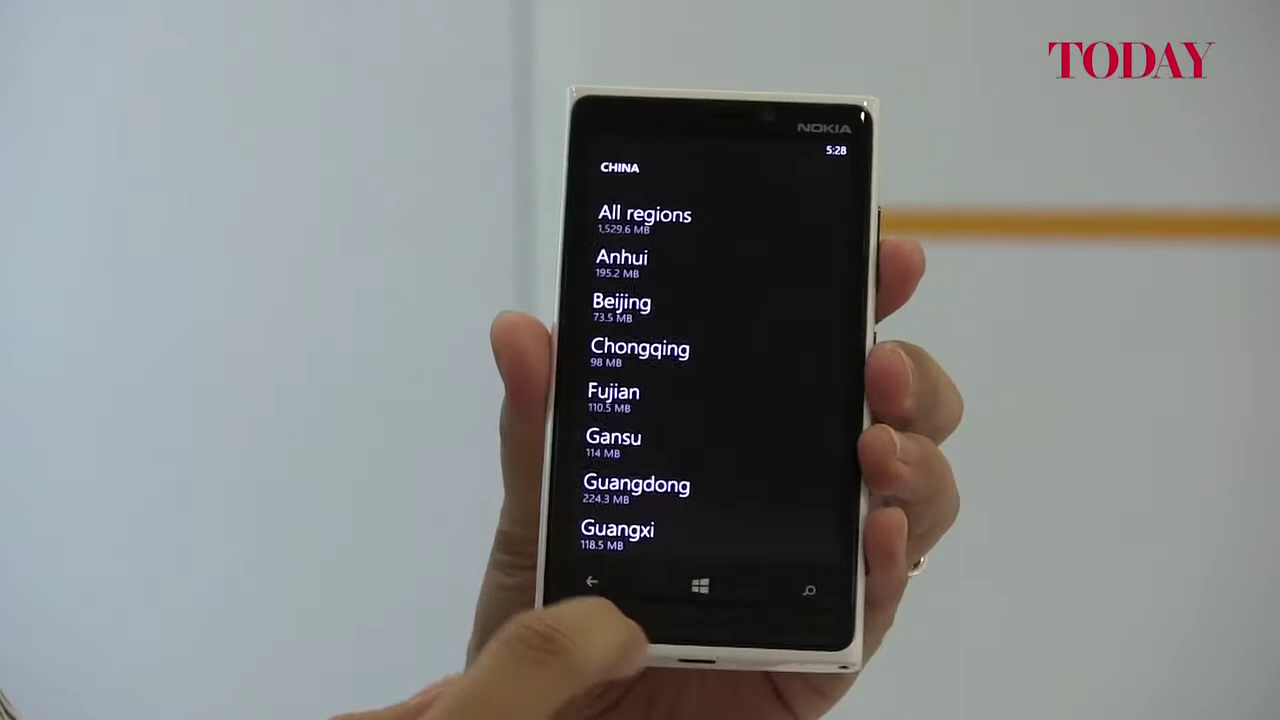 TODAY
NOKIA
5:28
CHINA
All regions
1,529.6 MB
Anhui
195.2 MB
Beijing
73.5 MB
Chongqing
98 MB
Fujian
110.5 MB
Gansu
114 MB
Guangdong
224.3 MB
Guangxi
118.5 MB